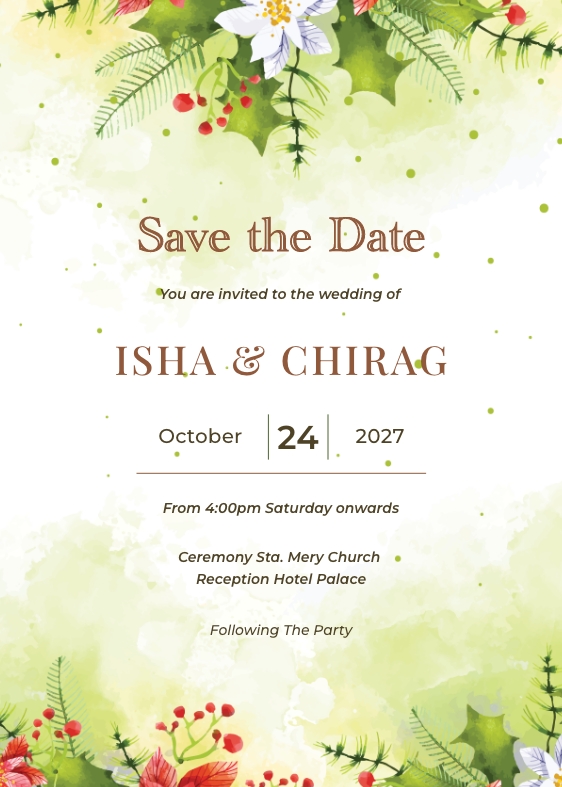 Save the Date
You are invited to the wedding of
ISHA & CHIRAG
October 24 2027
From 4:00pm Saturday onwards
Ceremony Sta. Mery Church
Reception Hotel Palace
Following The Party